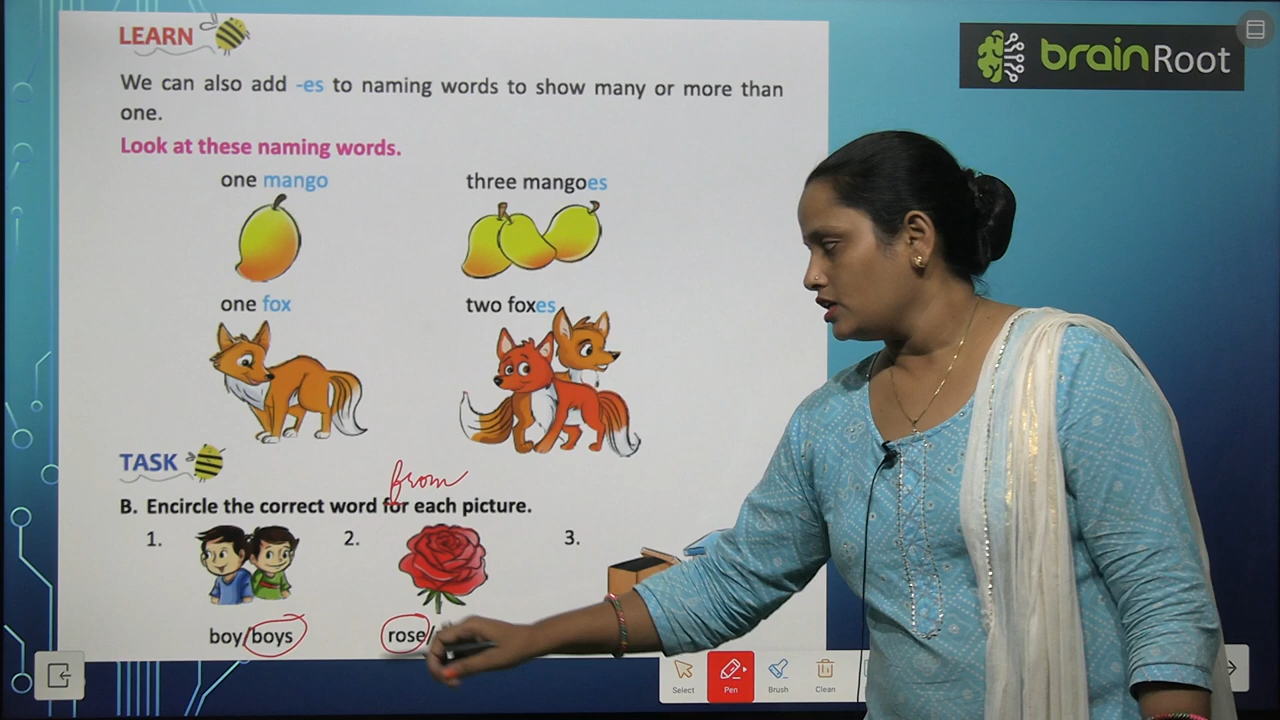 LEARN
brainRoot
We can also add -es to naming words to show many or more than
one.
Look at these naming words.
one mango three mangoes
one fox two foxes
TASK
from
B. Encircle the correct word for each picture.
1. 2. 3.
boy/boys rose/
Select Pen Brush Clean